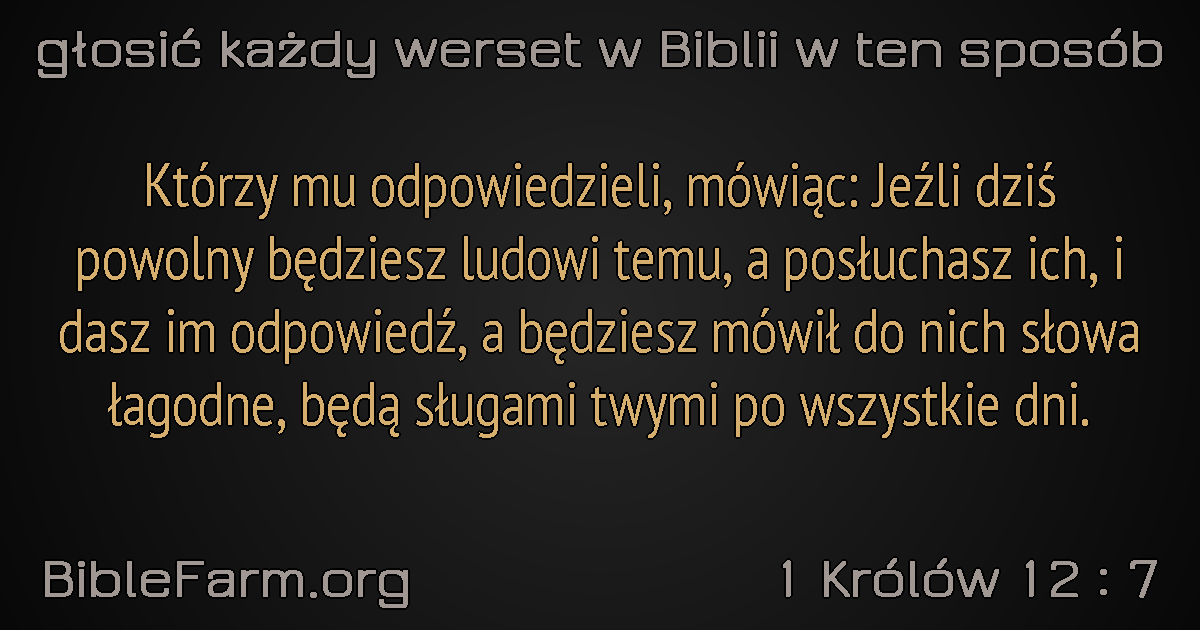 głosić każdy werset w Biblii w ten sposób
Którzy mu odpowiedzieli, mówiąc: Jeźli dziś
powolny będziesz ludowi temu, a posłuchasz ich, i
dasz im odpowiedź, a będziesz mówił do nich słowa
łagodne, będą sługami twymi po wszystkie dni.
BibleFarm.org
1 Królów 12 : 7